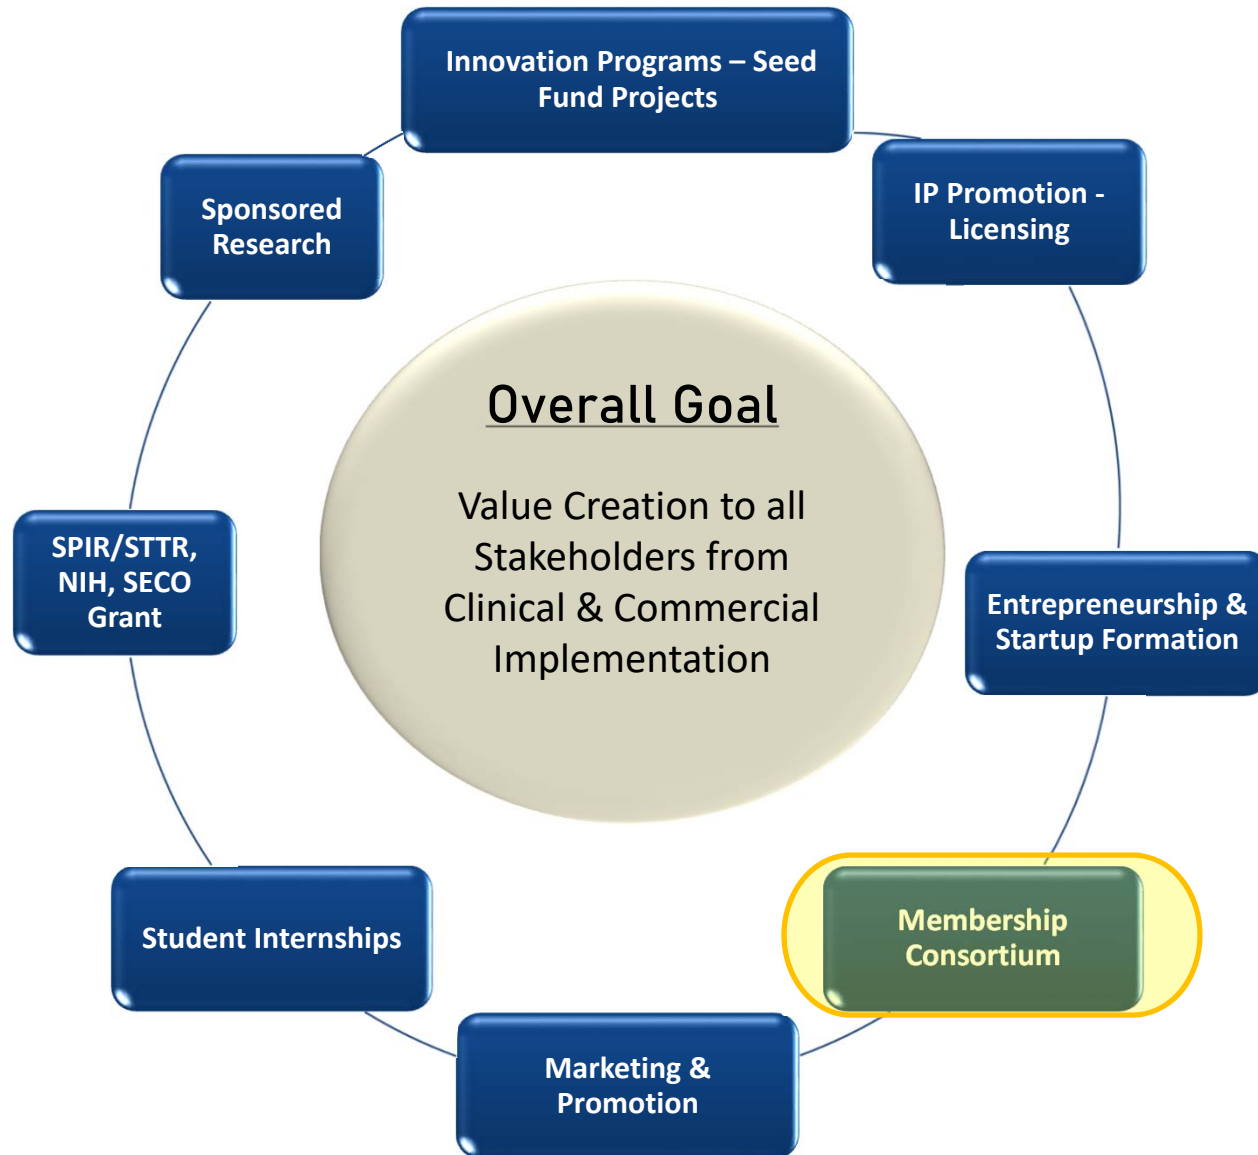 Innovation Programs – Seed
Fund Projects
IP Promotion -
Licensing
Sponsored
Research
Overall Goal
Value Creation to all
Stakeholders from
Clinical & Commercial
Implementation
SPIR/STTR,
NIH, SECO
Grant
Entrepreneurship &
Startup Formation
Student Internships
Membership
Consortium
Marketing &
Promotion